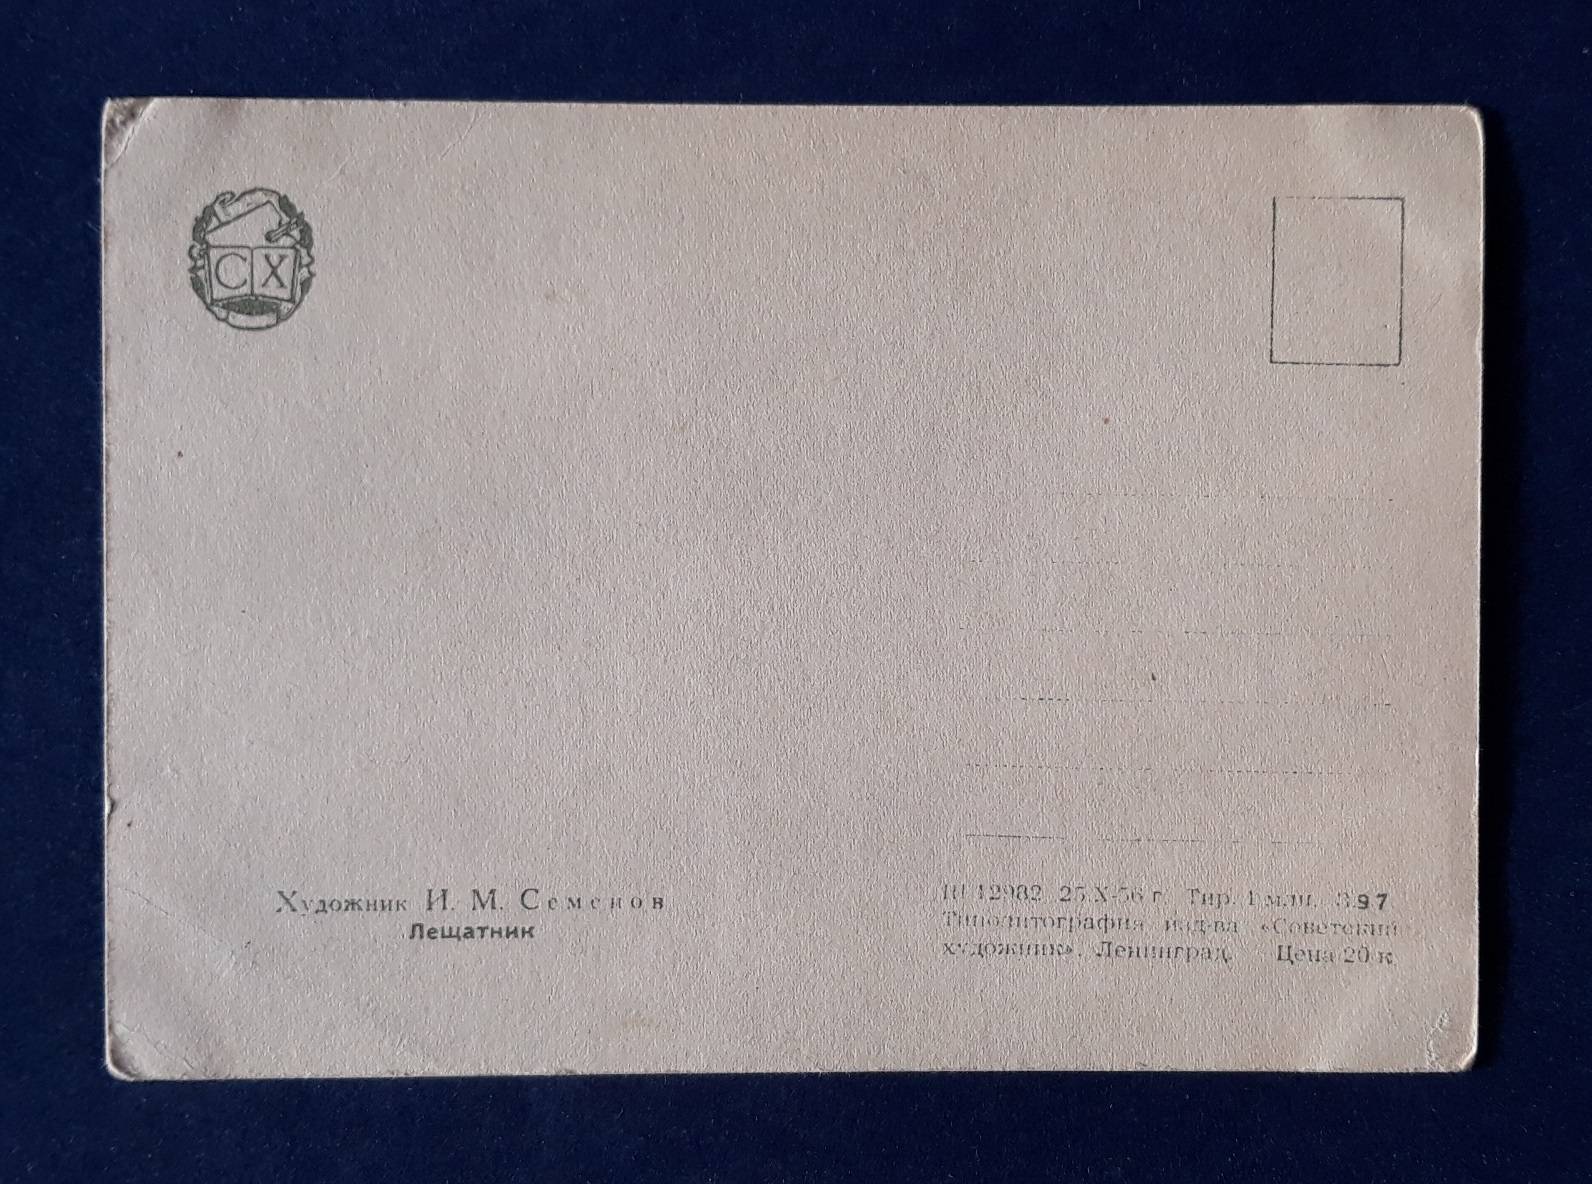 СХ
Художник И. М. Семенов
Лещатник
12982. 25.X-56 г. Тир. 1 млн. З.97
Типолитография изд-ва «Советский
художник». Ленинград. Цена 20 к.